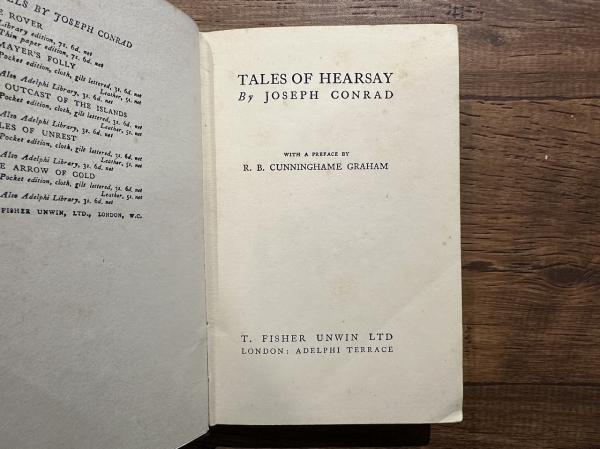 ELS BY JOSEPH CONRAD
E ROVER
Library edition, 7s. 6d. net
Thin paper edition, 7s. 6d. net
MAYER'S FOLLY
Pocket edition, cloth, gilt lettered, 3s. 6d. net
Leather, 5s. net
Also Adelphi Library, 3s. 6d. net
OUTCAST OF THE ISLANDS
Pocket edition, cloth, gilt lettered, 3s. 6d. net
Leather, 5s. net
Also Adelphi Library, 3s. 6d. net
LES OF UNREST
Pocket edition, cloth, gilt lettered, 3s. 6d. net
Leather, 5s. net
Also Adelphi Library, 3s. 6d. net
E ARROW OF GOLD
Pocket edition, cloth, gilt lettered, 3s. 6d. net
Leather, 5s. net
Also Adelphi Library, 3s. 6d. net
FISHER UNWIN, LTD., LONDON, W.C.
TALES OF HEARSAY
By JOSEPH CONRAD
WITH A PREFACE BY
R. B. CUNNINGHAME GRAHAM
T. FISHER UNWIN LTD
LONDON: ADELPHI TERRACE